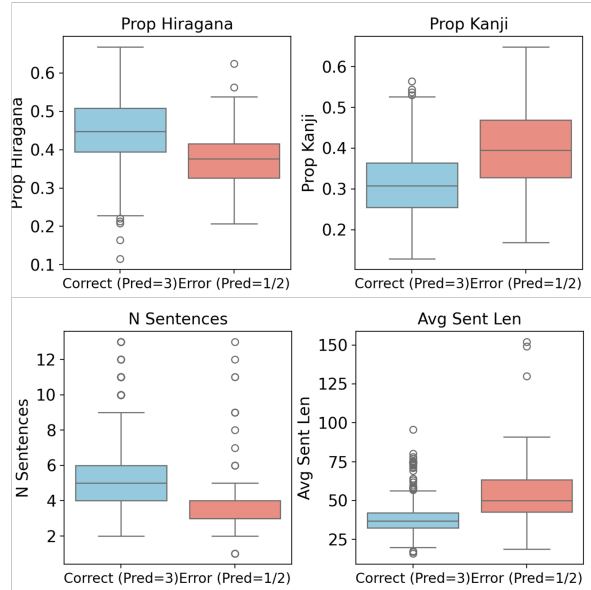 Prop Hiragana
Prop Hiragana
0.6
0.5
0.4
0.3
0.2
0.1
Correct (Pred=3)
Error (Pred=1/2)
Prop Kanji
Prop Kanji
0.6
0.5
0.4
0.3
0.2
Correct (Pred=3)
Error (Pred=1/2)
N Sentences
N Sentences
12
10
8
6
4
2
Correct (Pred=3)
Error (Pred=1/2)
Avg Sent Len
Avg Sent Len
150
125
100
75
50
25
Correct (Pred=3)
Error (Pred=1/2)